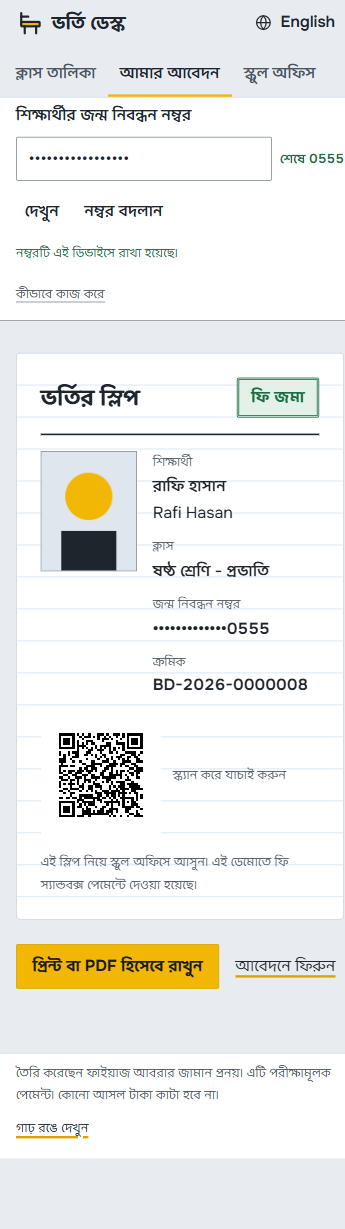 ভর্তি ডেস্ক
English
ক্লাস তালিকা
আমার আবেদন
স্কুল অফিস
শিক্ষার্থীর জন্ম নিবন্ধন নম্বর
•••••••••••••••••
শেষে 0555
দেখুন
নম্বর বদলান
নম্বরটি এই ডিভাইসে রাখা হয়েছে।
কীভাবে কাজ করে
ভর্তির স্লিপ
ফি জমা
শিক্ষার্থী
রাফি হাসান
Rafi Hasan
ক্লাস
ষষ্ঠ শ্রেণি - প্রভাতি
জন্ম নিবন্ধন নম্বর
•••••••••••••0555
ক্রমিক
BD-2026-0000008
স্ক্যান করে যাচাই করুন
এই স্লিপ নিয়ে স্কুল অফিসে আসুন। এই ডেমোতে ফি
স্যান্ডবক্স পেমেন্টে দেওয়া হয়েছে।
প্রিন্ট বা PDF হিসেবে রাখুন
আবেদনে ফিরুন
তৈরি করেছেন ফাইয়াজ আবরার জামান প্রনয়। এটি পরীক্ষামূলক
পেমেন্ট। কোনো আসল টাকা কাটা হবে না।
গাঢ় রঙে দেখুন